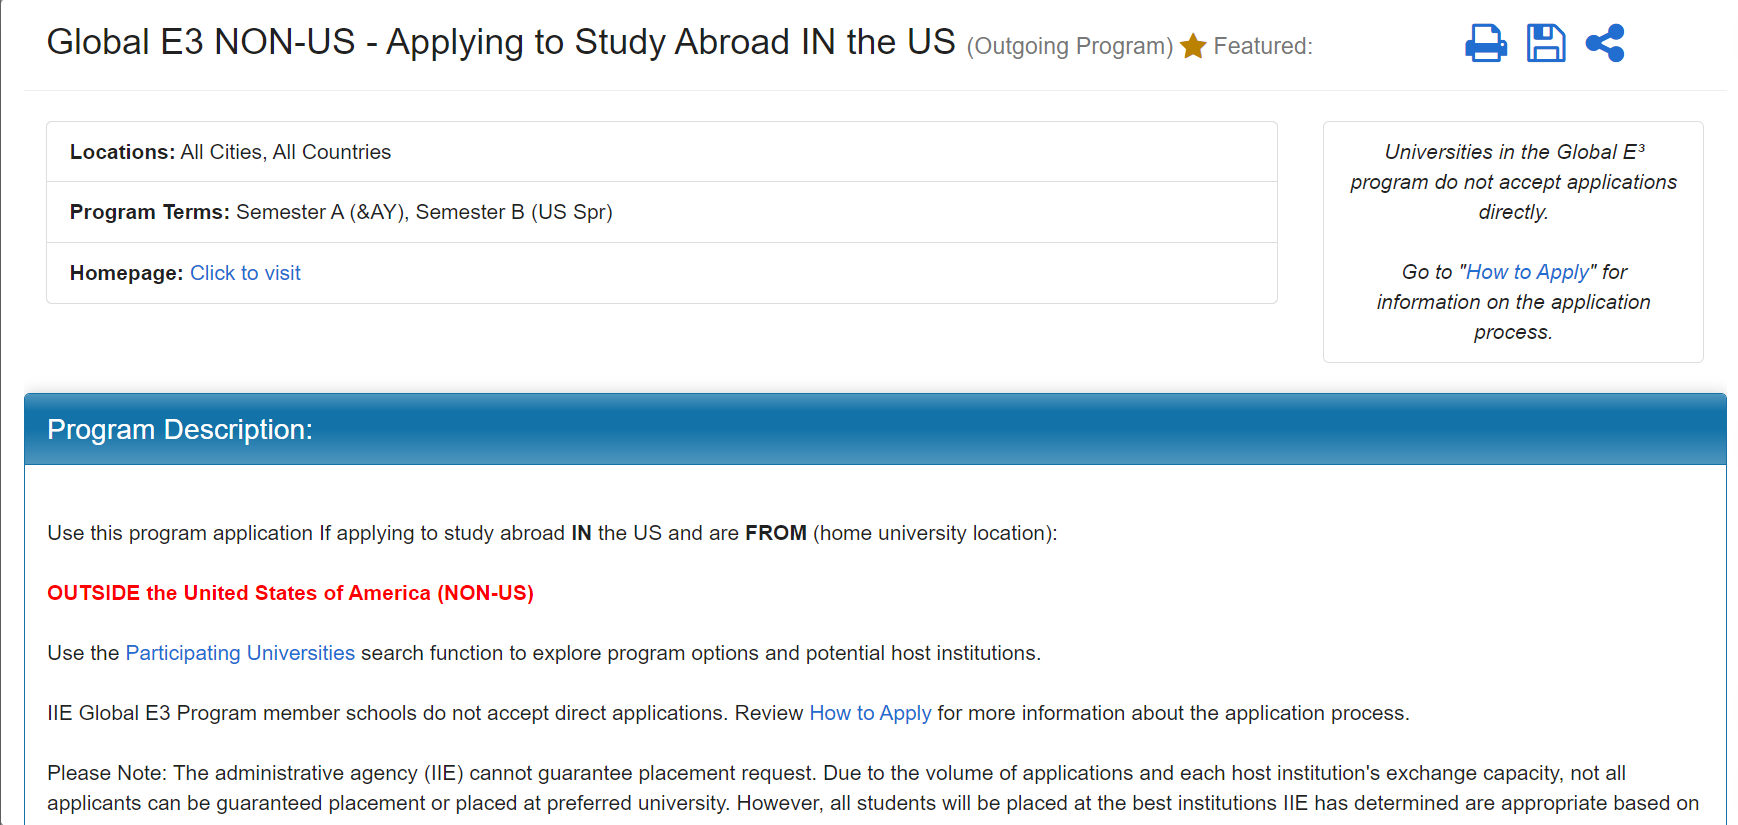 Global E3 NON-US - Applying to Study Abroad IN the US (Outgoing Program) Featured:
Locations: All Cities, All Countries
Program Terms: Semester A (&AY), Semester B (US Spr)
Homepage: Click to visit
Universities in the Global E³
program do not accept applications
directly.
Go to "How to Apply" for
information on the application
process.
Program Description:
Use this program application If applying to study abroad IN the US and are FROM (home university location):
OUTSIDE the United States of America (NON-US)
Use the Participating Universities search function to explore program options and potential host institutions.
IIE Global E3 Program member schools do not accept direct applications. Review How to Apply for more information about the application process.
Please Note: The administrative agency (IIE) cannot guarantee placement request. Due to the volume of applications and each host institution's exchange capacity, not all
applicants can be guaranteed placement or placed at preferred university. However, all students will be placed at the best institutions IIE has determined are appropriate based on